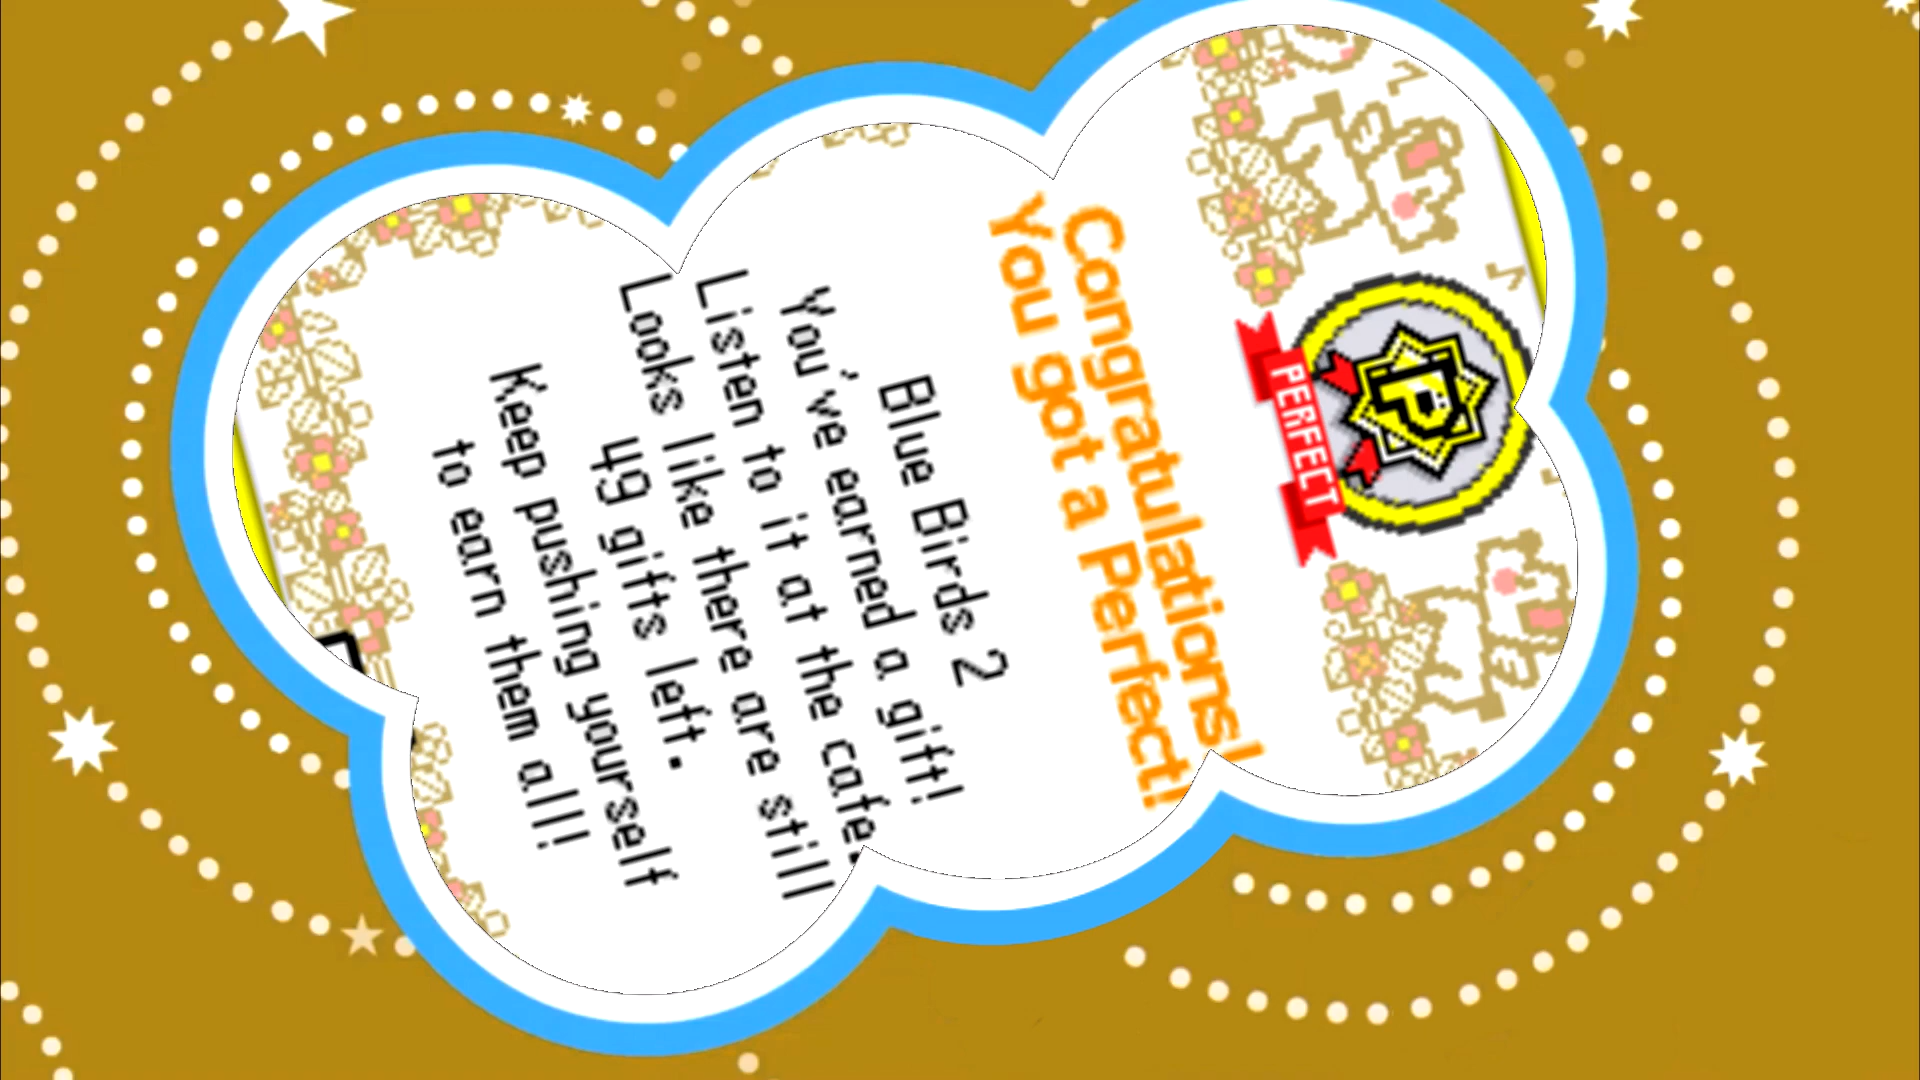 PERFECT
Congratulations!
You got a Perfect!
Blue Birds 2
You've earned a gift!
Listen to it at the cafe.
Looks like there are still
49 gifts left.
Keep pushing yourself
to earn them all!